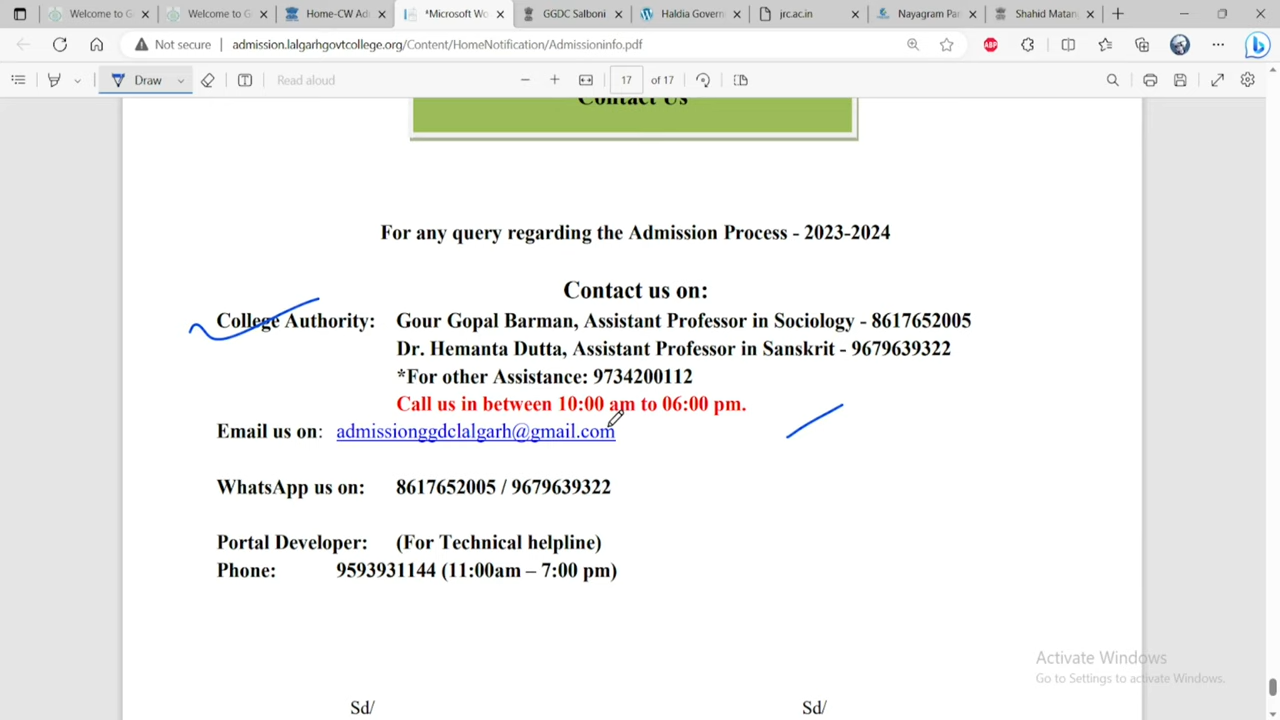 Welcome to G
Welcome to G
Home-CW Ad
*Microsoft Wo
GGDC Salboni
Haldia Govern
jrc.ac.in
Nayagram Pan
Shahid Matan
Not secure
admission.lalgarhgovtcollege.org/Content/HomeNotification/Admissioninfo.pdf
ABP
Draw
Read aloud
17 of 17
Contact Us
For any query regarding the Admission Process - 2023-2024
Contact us on:
College Authority: Gour Gopal Barman, Assistant Professor in Sociology - 8617652005
Dr. Hemanta Dutta, Assistant Professor in Sanskrit - 9679639322
*For other Assistance: 9734200112
Call us in between 10:00 am to 06:00 pm.
Email us on: admissionggdclalgarh@gmail.com
WhatsApp us on: 8617652005 / 9679639322
Portal Developer: (For Technical helpline)
Phone: 9593931144 (11:00am – 7:00 pm)
Activate Windows
Go to Settings to activate Windows.
Sd/ Sd/